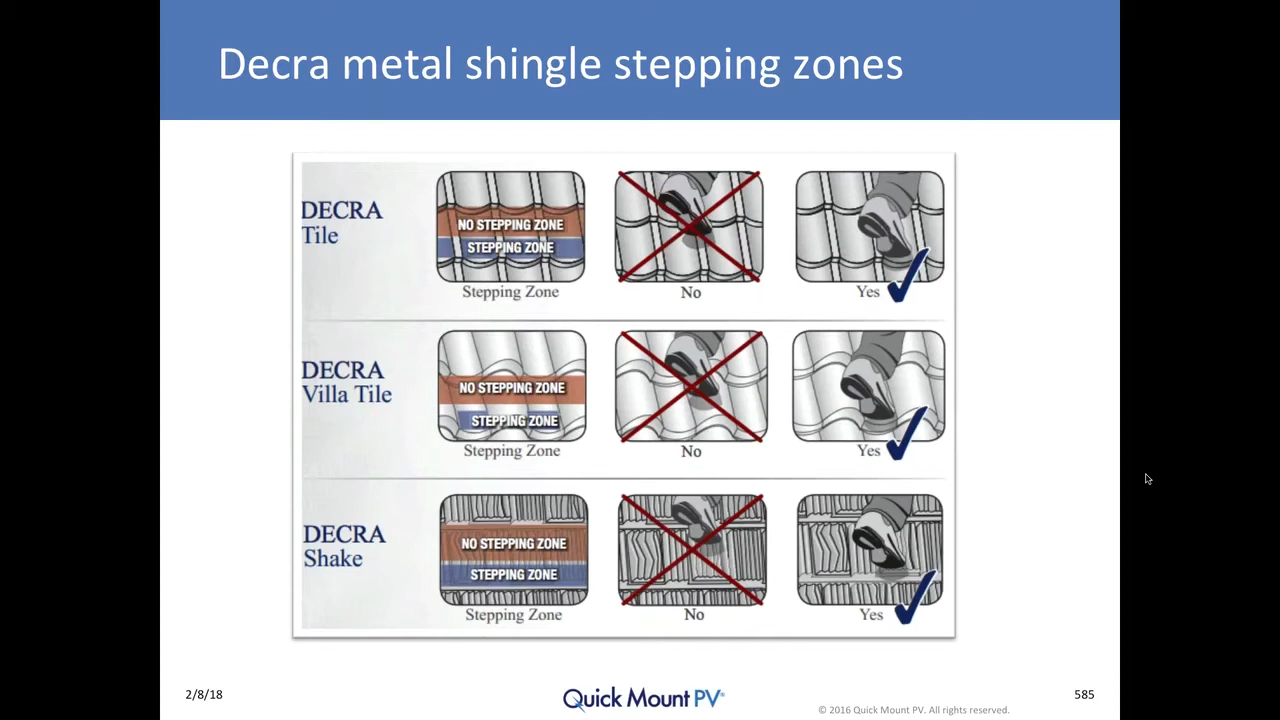 Decra metal shingle stepping zones
DECRA
Tile
NO STEPPING ZONE
STEPPING ZONE
Stepping Zone
No
Yes
DECRA
Villa Tile
NO STEPPING ZONE
STEPPING ZONE
Stepping Zone
No
Yes
DECRA
Shake
NO STEPPING ZONE
STEPPING ZONE
Stepping Zone
No
Yes
2/8/18
Quick Mount PV®
© 2016 Quick Mount PV. All rights reserved.
585